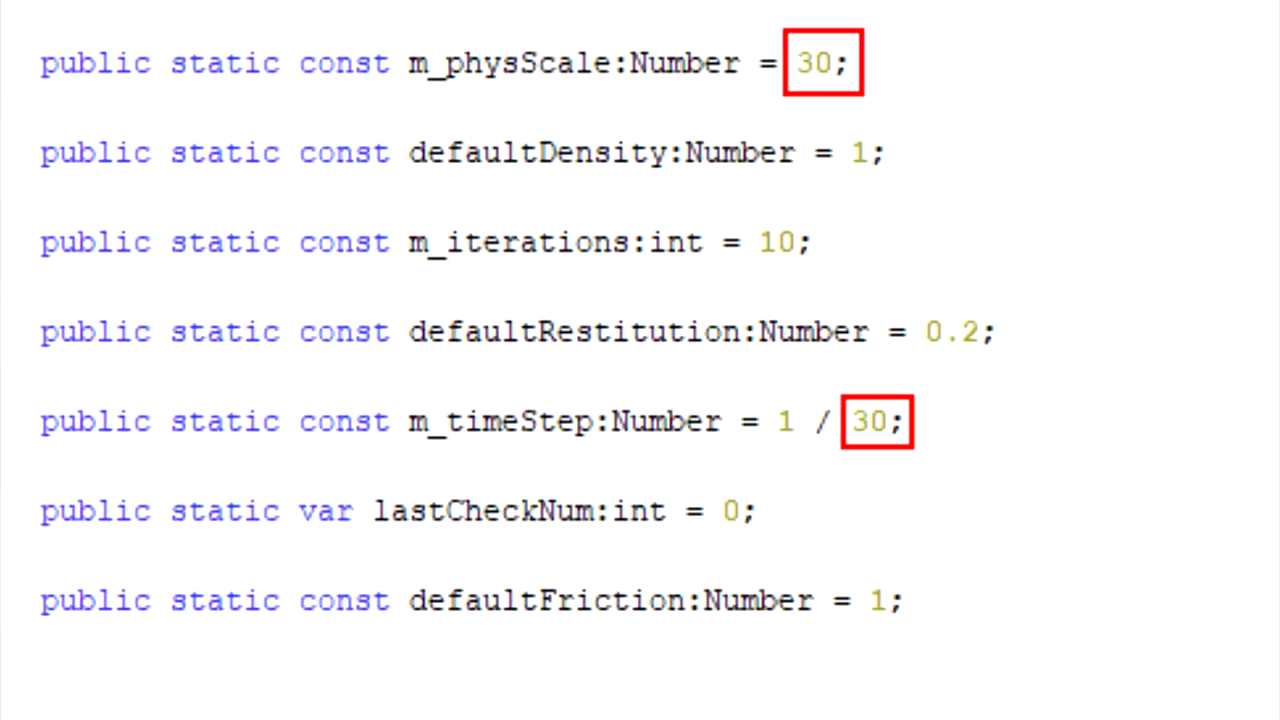 public static const m_physScale:Number = 30;
public static const defaultDensity:Number = 1;
public static const m_iterations:int = 10;
public static const defaultRestitution:Number = 0.2;
public static const m_timeStep:Number = 1 / 30;
public static var lastCheckNum:int = 0;
public static const defaultFriction:Number = 1;